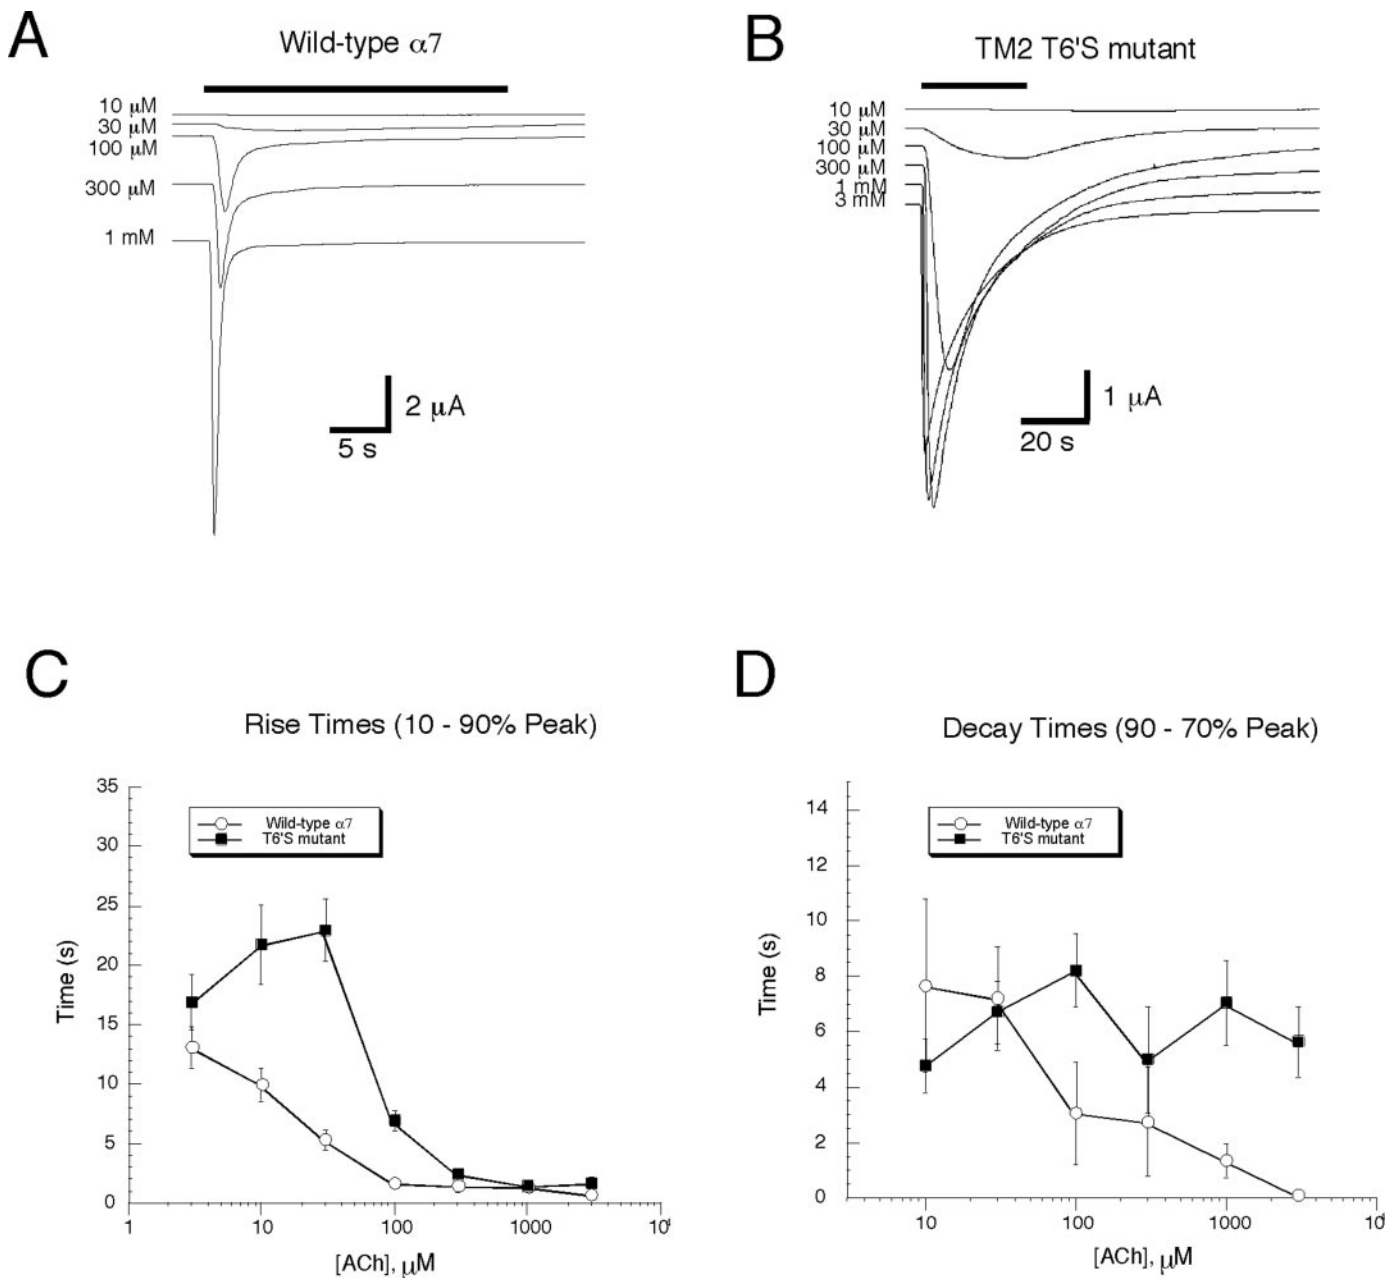 A
Wild-type α7
10 μM
30 μM
100 μM
300 μM
1 mM
2 μA
5 s
B
TM2 T6'S mutant
10 μM
30 μM
100 μM
300 μM
1 mM
3 mM
1 μA
20 s
C
Rise Times (10 - 90% Peak)
Wild-type α7
T6'S mutant
35
30
25
20
15
10
5
0
Time (s)
1 10 100 1000 10⁴
[ACh], μM
D
Decay Times (90 - 70% Peak)
Wild-type α7
T6'S mutant
14
12
10
8
6
4
2
0
Time (s)
10 100 1000 10⁴
[ACh], μM